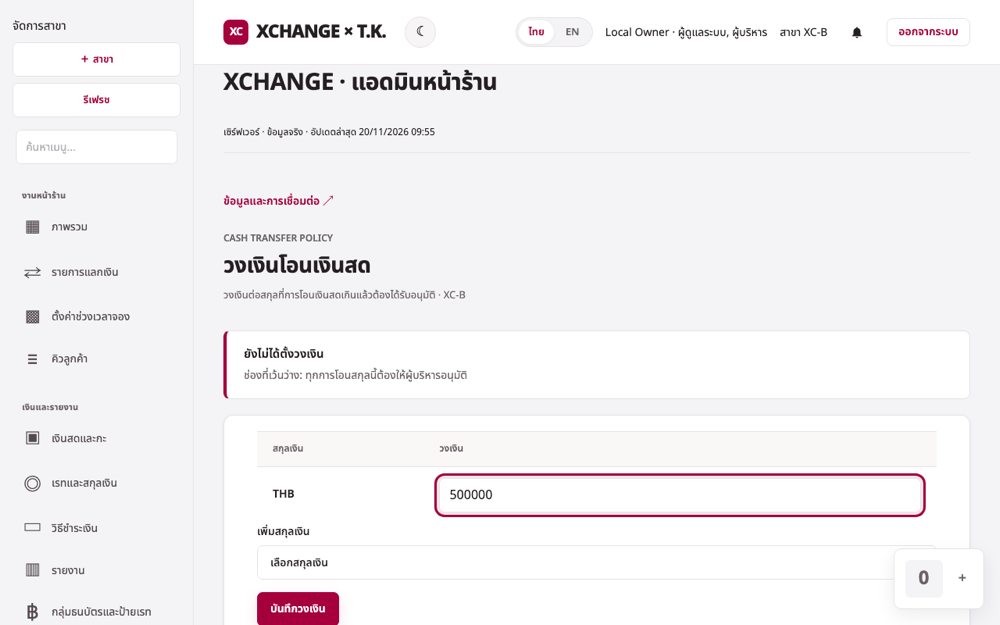 จัดการสาขา
+ สาขา
รีเฟรช
ค้นหาเมนู...
งานหน้าร้าน
ภาพรวม
รายการแลกเงิน
ตั้งค่าช่วงเวลาจอง
คิวลูกค้า
เงินและรายงาน
เงินสดและกะ
เรทและสกุลเงิน
วิธีชำระเงิน
รายงาน
กลุ่มธนบัตรและป้ายเรท
XC XCHANGE × T.K.
ไทย EN
Local Owner · ผู้ดูแลระบบ, ผู้บริหาร สาขา XC-B
ออกจากระบบ
XCHANGE · แอดมินหน้าร้าน
เซิร์ฟเวอร์ · ข้อมูลจริง · อัปเดตล่าสุด 20/11/2026 09:55
ข้อมูลและการเชื่อมต่อ ↗
CASH TRANSFER POLICY
วงเงินโอนเงินสด
วงเงินต่อสกุลที่การโอนเงินสดเกินแล้วต้องได้รับอนุมัติ · XC-B
ยังไม่ได้ตั้งวงเงิน
ช่องที่เว้นว่าง: ทุกการโอนสกุลนี้ต้องให้ผู้บริหารอนุมัติ
สกุลเงิน วงเงิน
THB 500000
เพิ่มสกุลเงิน
เลือกสกุลเงิน
บันทึกวงเงิน
0 +